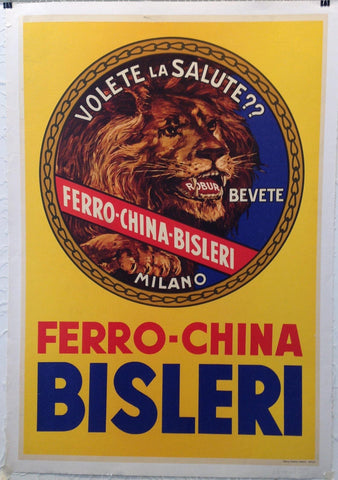 VOLETE LA SALUTE??
ROBUR
BEVETE
FERRO-CHINA-BISLERI
MILANO
FERRO-CHINA
BISLERI